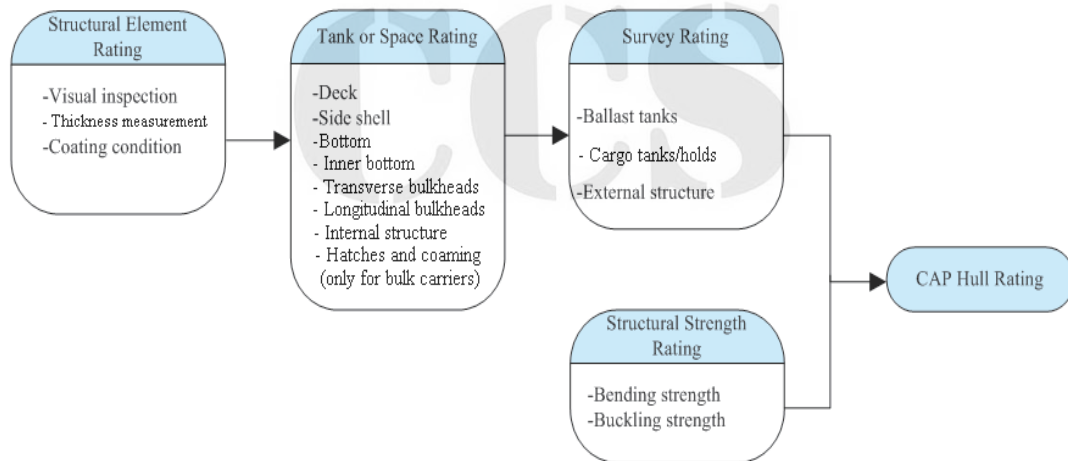 Structural Element
Rating
-Visual inspection
- Thickness measurement
-Coating condition
Tank or Space Rating
-Deck
-Side shell
-Bottom
- Inner bottom
- Transverse bulkheads
- Longitudinal bulkheads
- Internal structure
- Hatches and coaming
(only for bulk carriers)
Survey Rating
-Ballast tanks
- Cargo tanks/holds
-External structure
Structural Strength
Rating
-Bending strength
-Buckling strength
CAP Hull Rating
CCS